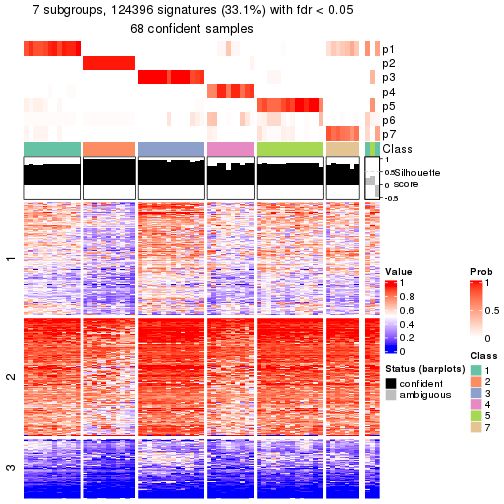 7 subgroups, 124396 signatures (33.1%) with fdr < 0.05
68 confident samples
p1
p2
p3
p4
p5
p6
p7
Class
1
0.5
0
-0.5
Silhouette
score
1
2
3
Value
1
0.8
0.6
0.4
0.2
0
Prob
1
0.5
0
Status (barplots)
confident
ambiguous
Class
1
2
3
4
5
7